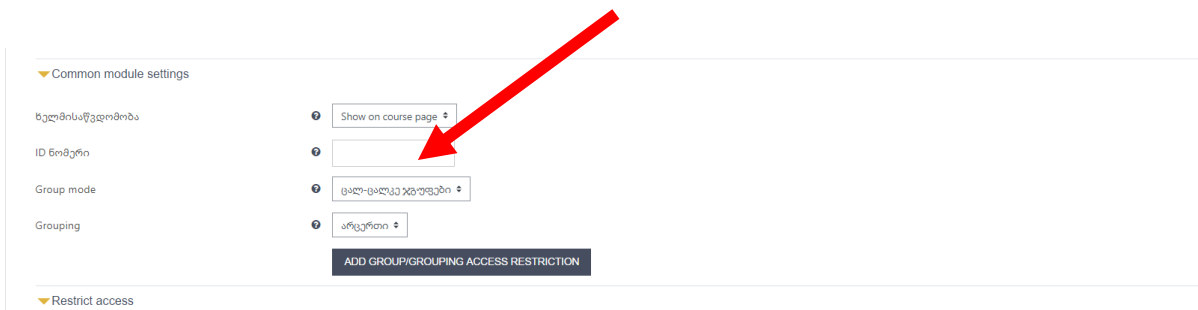 Common module settings
ხელმისაწვდომობა Show on course page
ID ნომერი
Group mode ცალ-ცალკე ჯგუფები
Grouping არცერთი
ADD GROUP/GROUPING ACCESS RESTRICTION
Restrict access